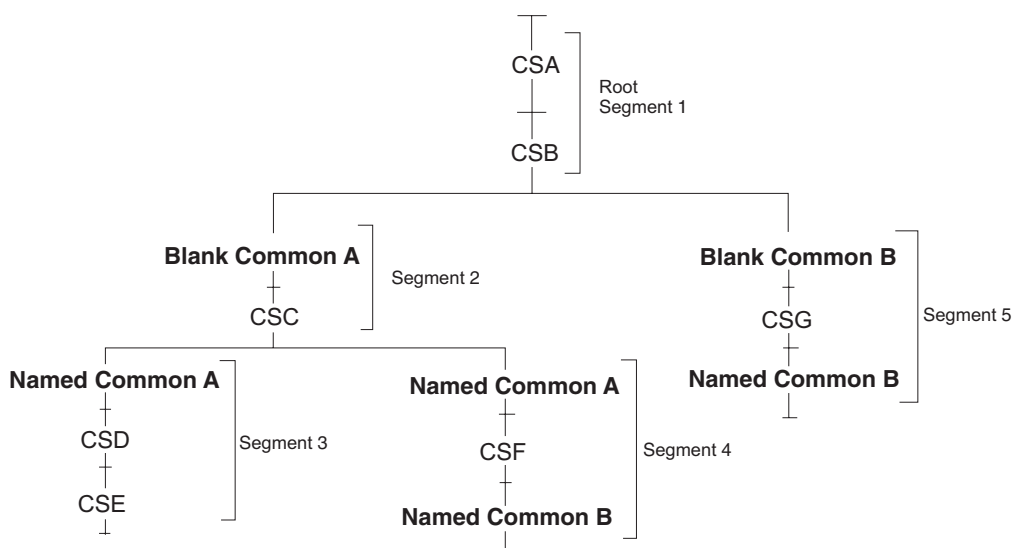 CSA
Root
Segment 1
CSB
Blank Common A
Segment 2
CSC
Blank Common B
CSG
Segment 5
Named Common B
Named Common A
CSD
Segment 3
CSE
Named Common A
CSF
Segment 4
Named Common B